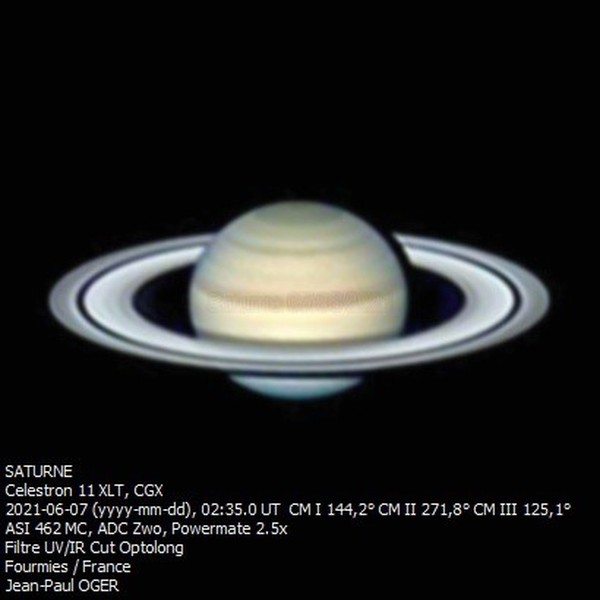 SATURNE
Celestron 11 XLT, CGX
2021-06-07 (yyyy-mm-dd), 02:35.0 UT CM I 144,2° CM II 271,8° CM III 125,1°
ASI 462 MC, ADC Zwo, Powermate 2.5x
Filtre UV/IR Cut Optolong
Fourmies / France
Jean-Paul OGER